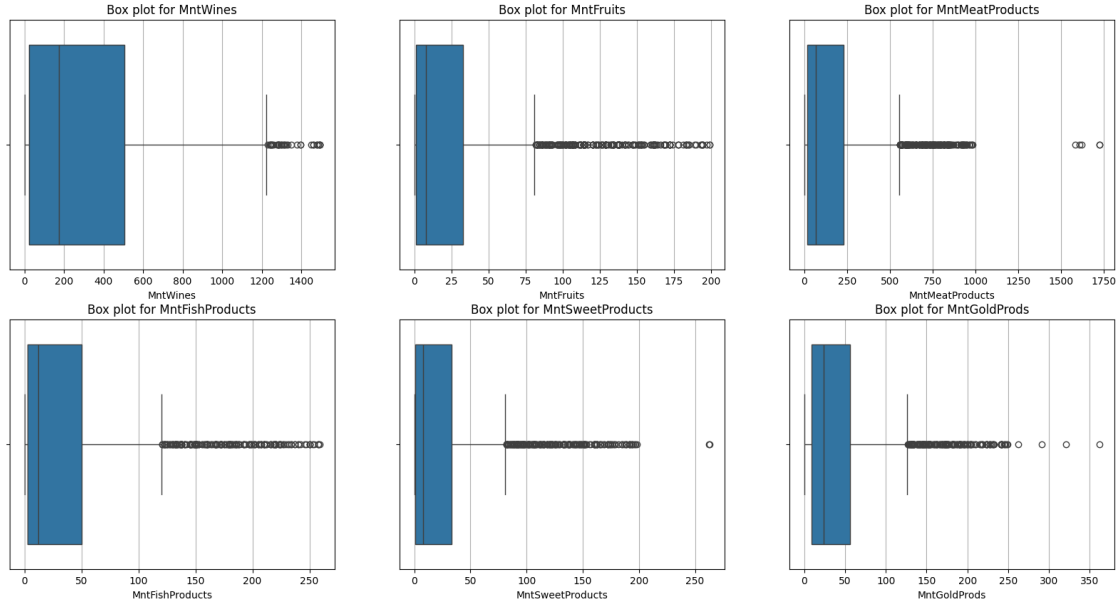 Box plot for MntWines
0 200 400 600 800 1000 1200 1400
MntWines
Box plot for MntFruits
0 25 50 75 100 125 150 175 200
MntFruits
Box plot for MntMeatProducts
0 250 500 750 1000 1250 1500 1750
MntMeatProducts
Box plot for MntFishProducts
0 50 100 150 200 250
MntFishProducts
Box plot for MntSweetProducts
0 50 100 150 200 250
MntSweetProducts
Box plot for MntGoldProds
0 50 100 150 200 250 300 350
MntGoldProds